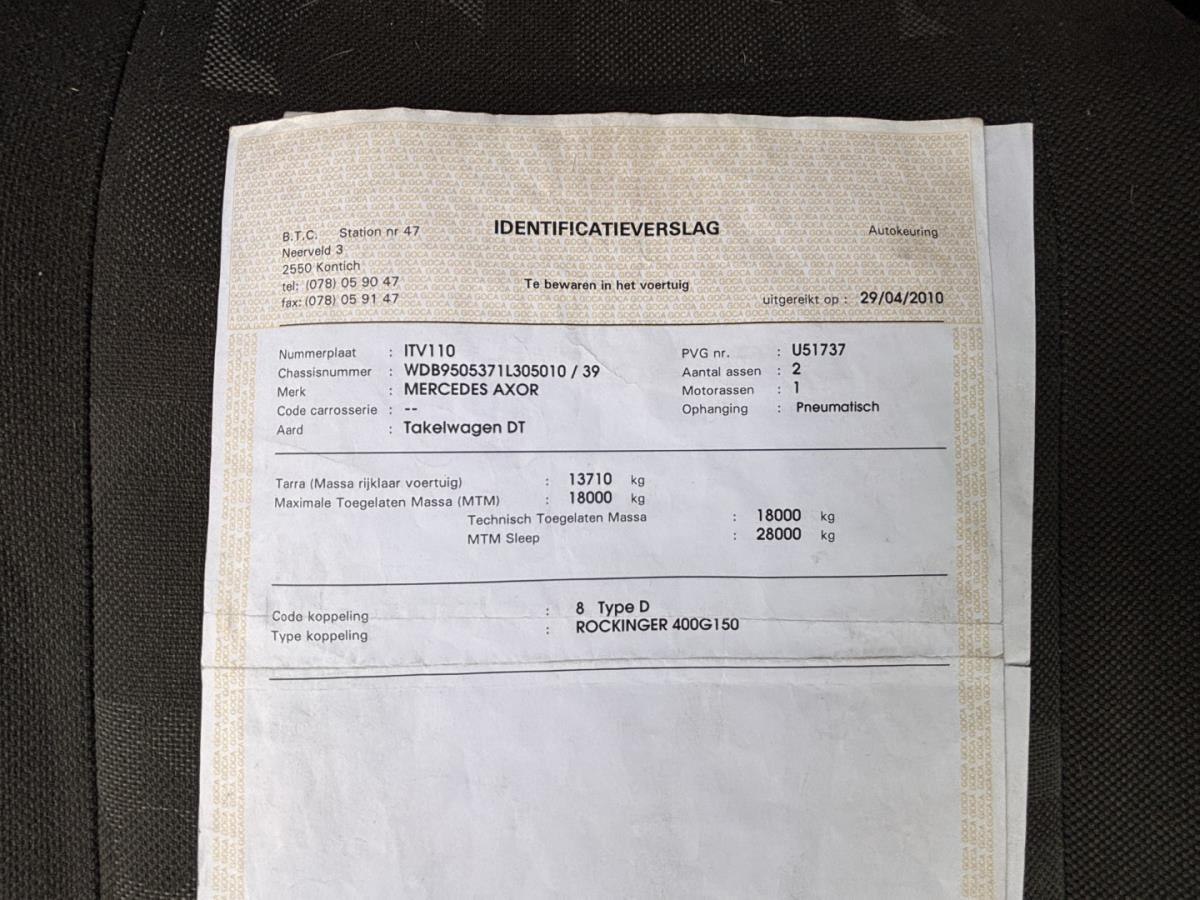 IDENTIFICATIEVERSLAG
B.T.C. Station nr 47
Neerveld 3
2550 Kontich
tel: (078) 05 90 47
fax: (078) 05 91 47
Autokeuring
Te bewaren in het voertuig
uitgereikt op : 29/04/2010
Nummerplaat : ITV110
Chassisnummer : WDB9505371L305010 / 39
Merk : MERCEDES AXOR
Code carrosserie : --
Aard : Takelwagen DT
PVG nr. : U51737
Aantal assen : 2
Motorassen : 1
Ophanging : Pneumatisch
Tarra (Massa rijklaar voertuig) : 13710 kg
Maximale Toegelaten Massa (MTM) : 18000 kg
Technisch Toegelaten Massa : 18000 kg
MTM Sleep : 28000 kg
Code koppeling : 8 Type D
Type koppeling : ROCKINGER 400G150